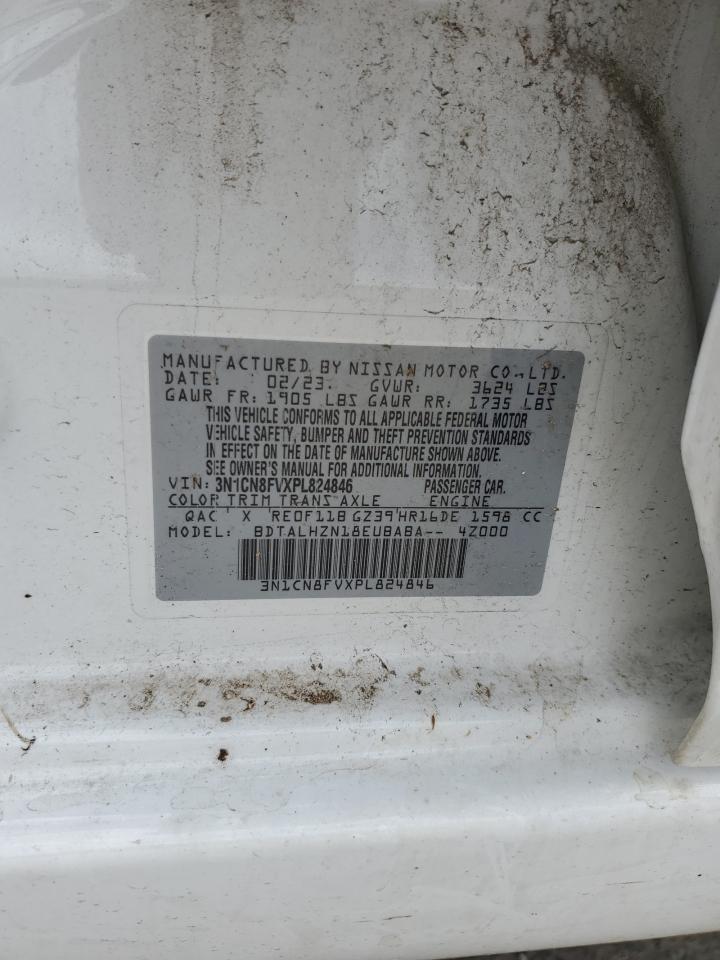 MANUFACTURED BY NISSAN MOTOR CO., LTD.
DATE: 02/23. GVWR: 3624 LBS
GAWR FR: 1905 LBS GAWR RR: 1735 LBS
THIS VEHICLE CONFORMS TO ALL APPLICABLE FEDERAL MOTOR
VEHICLE SAFETY, BUMPER AND THEFT PREVENTION STANDARDS
IN EFFECT ON THE DATE OF MANUFACTURE SHOWN ABOVE.
SEE OWNER'S MANUAL FOR ADDITIONAL INFORMATION.
VIN: 3N1CN8FVXPL824846 PASSENGER CAR.
COLOR TRIM TRANS AXLE ENGINE
QAC X RE0F11B GZ39 HR16DE 1598 CC
MODEL: BDTALHZN18EUBABA-- 4Z000
3N1CN8FVXPL824846